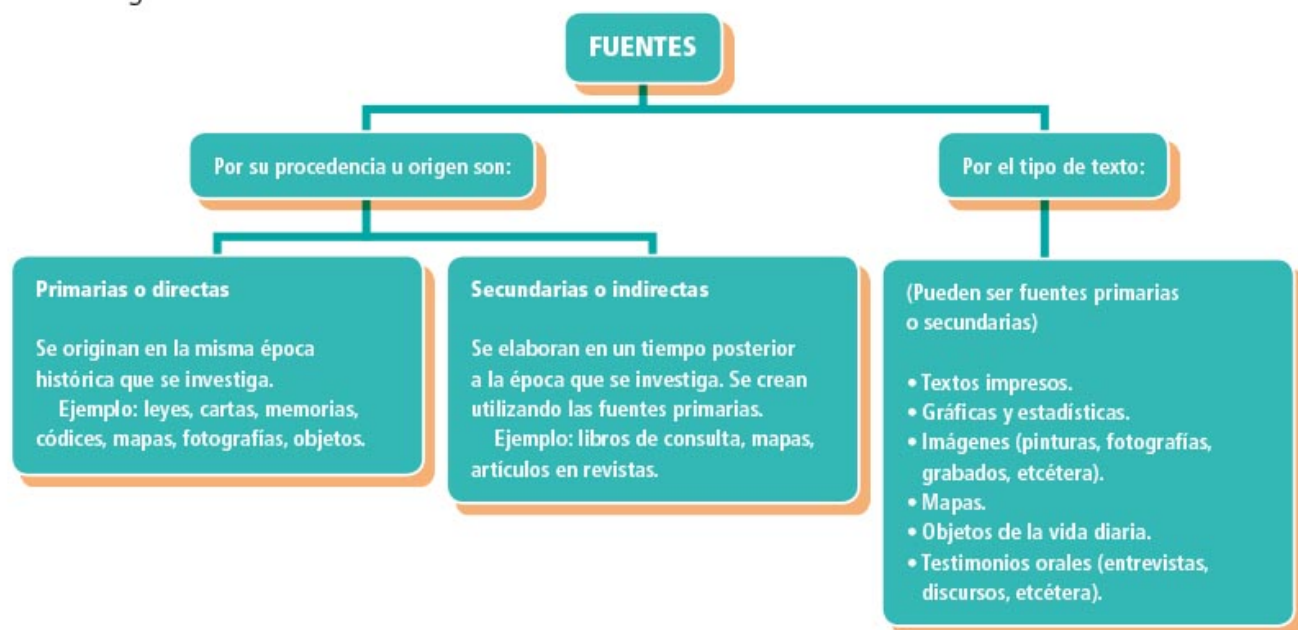 FUENTES
Por su procedencia u origen son:
Por el tipo de texto:
Primarias o directas
Se originan en la misma época
histórica que se investiga.
Ejemplo: leyes, cartas, memorias,
códices, mapas, fotografías, objetos.
Secundarias o indirectas
Se elaboran en un tiempo posterior
a la época que se investiga. Se crean
utilizando las fuentes primarias.
Ejemplo: libros de consulta, mapas,
artículos en revistas.
(Pueden ser fuentes primarias
o secundarias)
• Textos impresos.
• Gráficas y estadísticas.
• Imágenes (pinturas, fotografías,
grabados, etcétera).
• Mapas.
• Objetos de la vida diaria.
• Testimonios orales (entrevistas,
discursos, etcétera).